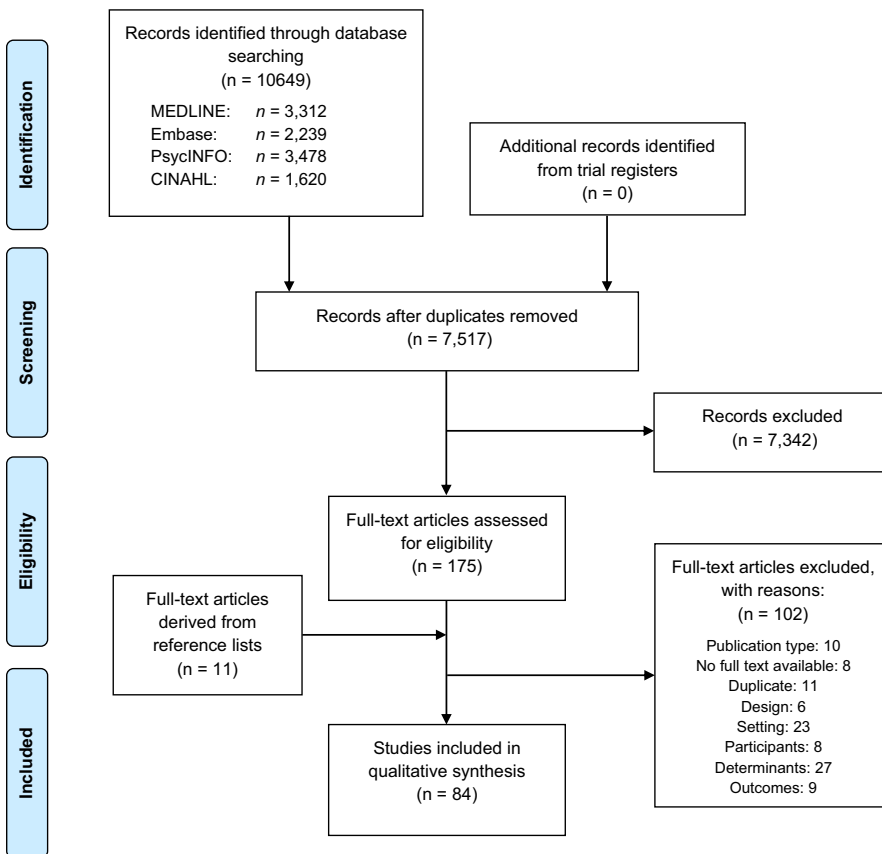 Identification
Records identified through database
searching
(n = 10649)
MEDLINE: n = 3,312
Embase: n = 2,239
PsycINFO: n = 3,478
CINAHL: n = 1,620
Additional records identified
from trial registers
(n = 0)
Screening
Records after duplicates removed
(n = 7,517)
Records excluded
(n = 7,342)
Eligibility
Full-text articles assessed
for eligibility
(n = 175)
Full-text articles excluded,
with reasons:
(n = 102)
Publication type: 10
No full text available: 8
Duplicate: 11
Design: 6
Setting: 23
Participants: 8
Determinants: 27
Outcomes: 9
Full-text articles
derived from
reference lists
(n = 11)
Included
Studies included in
qualitative synthesis
(n = 84)